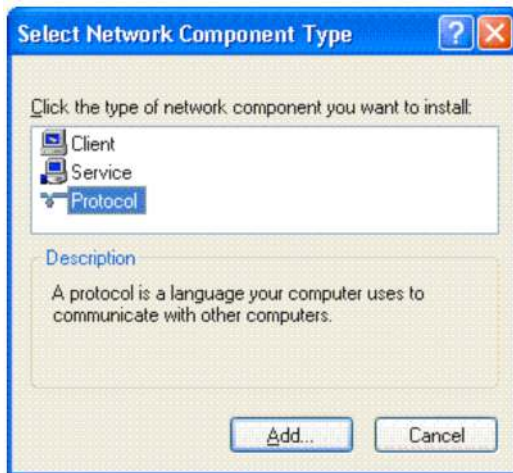 Select Network Component Type
Click the type of network component you want to install:
Client
Service
Protocol
Description
A protocol is a language your computer uses to
communicate with other computers.
Add... Cancel